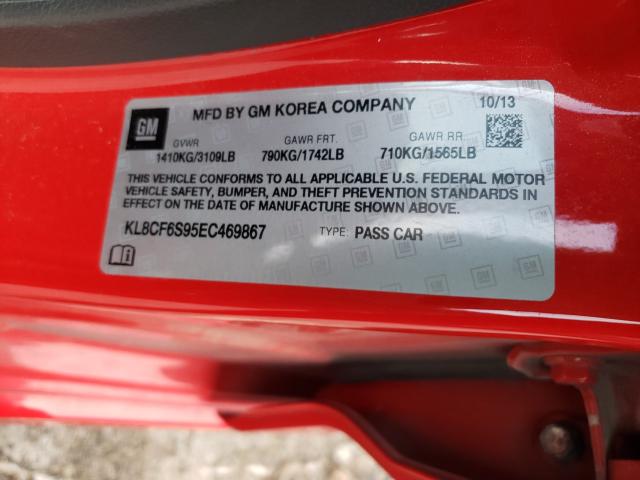 GM MFD BY GM KOREA COMPANY 10/13
GVWR GAWR FRT. GAWR RR.
1410KG/3109LB 790KG/1742LB 710KG/1565LB
THIS VEHICLE CONFORMS TO ALL APPLICABLE U.S. FEDERAL MOTOR
VEHICLE SAFETY, BUMPER, AND THEFT PREVENTION STANDARDS IN
EFFECT ON THE DATE OF MANUFACTURE SHOWN ABOVE.
KL8CF6S95EC469867 TYPE: PASS CAR